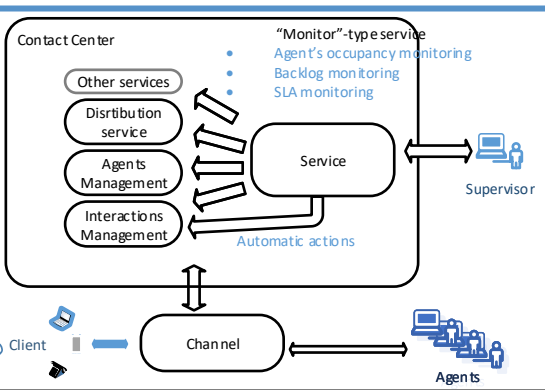 Contact Center
“Monitor”-type service
• Agent’s occupancy monitoring
• Backlog monitoring
• SLA monitoring
Other services
Disrtibution
service
Agents
Management
Interactions
Management
Service
Automatic actions
Supervisor
Client
Channel
Agents